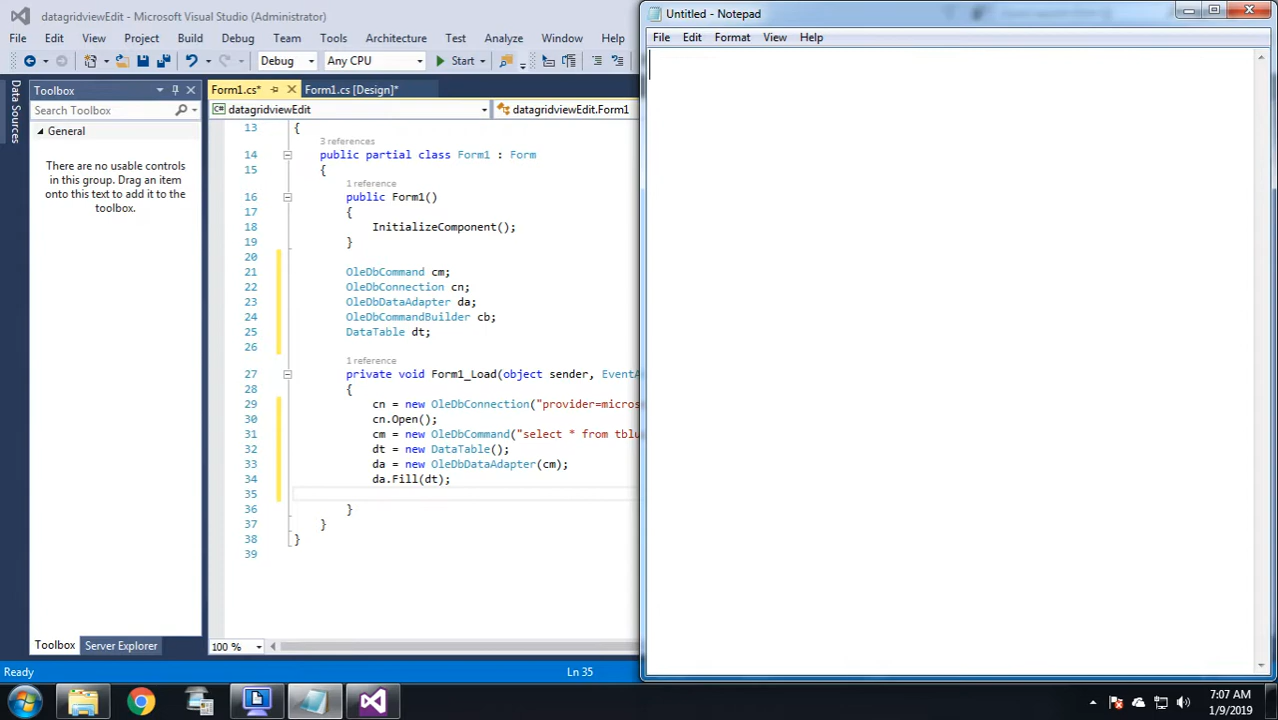 datagridviewEdit - Microsoft Visual Studio (Administrator)
File Edit View Project Build Debug Team Tools Architecture Test Analyze Window Help
Debug Any CPU Start
Data Sources
Toolbox
Search Toolbox
General
There are no usable controls
in this group. Drag an item
onto this text to add it to the
toolbox.
Toolbox Server Explorer
Form1.cs* Form1.cs [Design]*
datagridviewEdit datagridviewEdit.Form1
13 {
3 references
14 public partial class Form1 : Form
15 {
1 reference
16 public Form1()
17 {
18 InitializeComponent();
19 }
20
21 OleDbCommand cm;
22 OleDbConnection cn;
23 OleDbDataAdapter da;
24 OleDbCommandBuilder cb;
25 DataTable dt;
26
1 reference
27 private void Form1_Load(object sender, EventA
28 {
29 cn = new OleDbConnection("provider=micros
30 cn.Open();
31 cm = new OleDbCommand("select * from tblu
32 dt = new DataTable();
33 da = new OleDbDataAdapter(cm);
34 da.Fill(dt);
35
36 }
37 }
38 }
39
100 %
Ready Ln 35
Untitled - Notepad
File Edit Format View Help
7:07 AM
1/9/2019